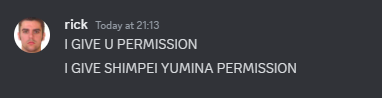 rick Today at 21:13
I GIVE U PERMISSION
I GIVE SHIMPEI YUMINA PERMISSION